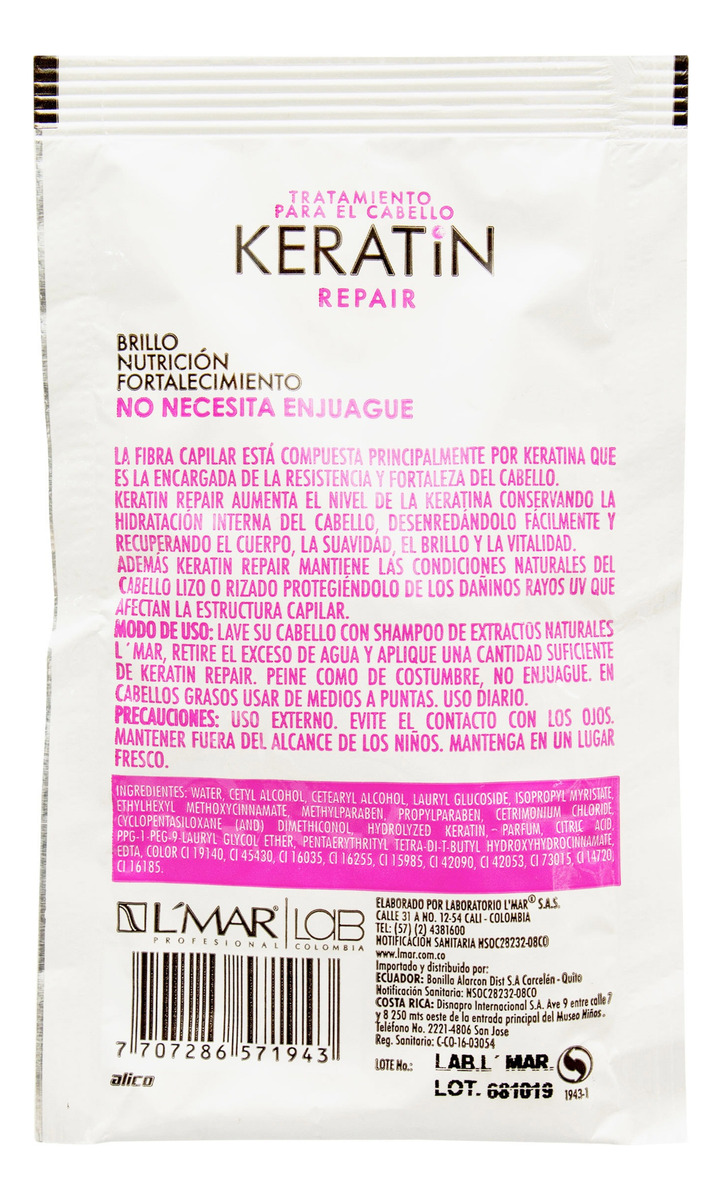 TRATAMIENTO
PARA EL CABELLO
KERATiN
REPAIR
BRILLO
NUTRICIÓN
FORTALECIMIENTO
NO NECESITA ENJUAGUE
LA FIBRA CAPILAR ESTÁ COMPUESTA PRINCIPALMENTE POR KERATINA QUE
ES LA ENCARGADA DE LA RESISTENCIA Y FORTALEZA DEL CABELLO.
KERATIN REPAIR AUMENTA EL NIVEL DE LA KERATINA CONSERVANDO LA
HIDRATACIÓN INTERNA DEL CABELLO, DESENREDÁNDOLO FÁCILMENTE Y
RECUPERANDO EL CUERPO, LA SUAVIDAD, EL BRILLO Y LA VITALIDAD.
ADEMÁS KERATIN REPAIR MANTIENE LAS CONDICIONES NATURALES DEL
CABELLO LIZO O RIZADO PROTEGIÉNDOLO DE LOS DAÑINOS RAYOS UV QUE
AFECTAN LA ESTRUCTURA CAPILAR.
MODO DE USO: LAVE SU CABELLO CON SHAMPOO DE EXTRACTOS NATURALES
L´MAR, RETIRE EL EXCESO DE AGUA Y APLIQUE UNA CANTIDAD SUFICIENTE
DE KERATIN REPAIR. PEINE COMO DE COSTUMBRE, NO ENJUAGUE. EN
CABELLOS GRASOS USAR DE MEDIOS A PUNTAS. USO DIARIO.
PRECAUCIONES: USO EXTERNO. EVITE EL CONTACTO CON LOS OJOS.
MANTENER FUERA DEL ALCANCE DE LOS NIÑOS. MANTENGA EN UN LUGAR
FRESCO.
INGREDIENTES: WATER, CETYL ALCOHOL, CETEARYL ALCOHOL, LAURYL GLUCOSIDE, ISOPROPYL MYRISTATE,
ETHYLHEXYL METHOXYCINNAMATE, METHYLPARABEN, PROPYLPARABEN, CETRIMONIUM CHLORIDE,
CYCLOPENTASILOXANE (AND) DIMETHICONOL, HYDROLYZED KERATIN, – PARFUM, CITRIC ACID,
PPG-1-PEG-9-LAURYL GLYCOL ETHER, PENTAERYTHRITYL TETRA-DI-T-BUTYL HYDROXYHYDROCINNAMATE,
EDTA, COLOR CI 19140, CI 45430, CI 16035, CI 16255, CI 15985, CI 42090, CI 42053, CI 73015, CI 14720,
CI 16185.
L'MAR® LAB
PROFESIONAL COLOMBIA
ELABORADO POR LABORATORIO L'MAR® S.A.S.
CALLE 31 A NO. 12-54 CALI - COLOMBIA
TEL: (57) (2) 4381600
NOTIFICACIÓN SANITARIA NSOC28232-08CO
www.lmar.com.co
Importado y distribuido por:
ECUADOR: Bonilla Alarcon Dist S.A Carcelén - Quito
Notificación Sanitaria: NSOC28232-08CO
COSTA RICA: Disnapro Internacional S.A. Ave 9 entre calle 7
y 8 250 mts oeste de la entrada principal del Museo Niños.
Teléfono No. 2221-4806 San Jose
Reg. Sanitario: C-CO-16-03054
7 707286 571943
alico
LOTE No.: LAB.L´ MAR.
LOT. 681019
1943-1